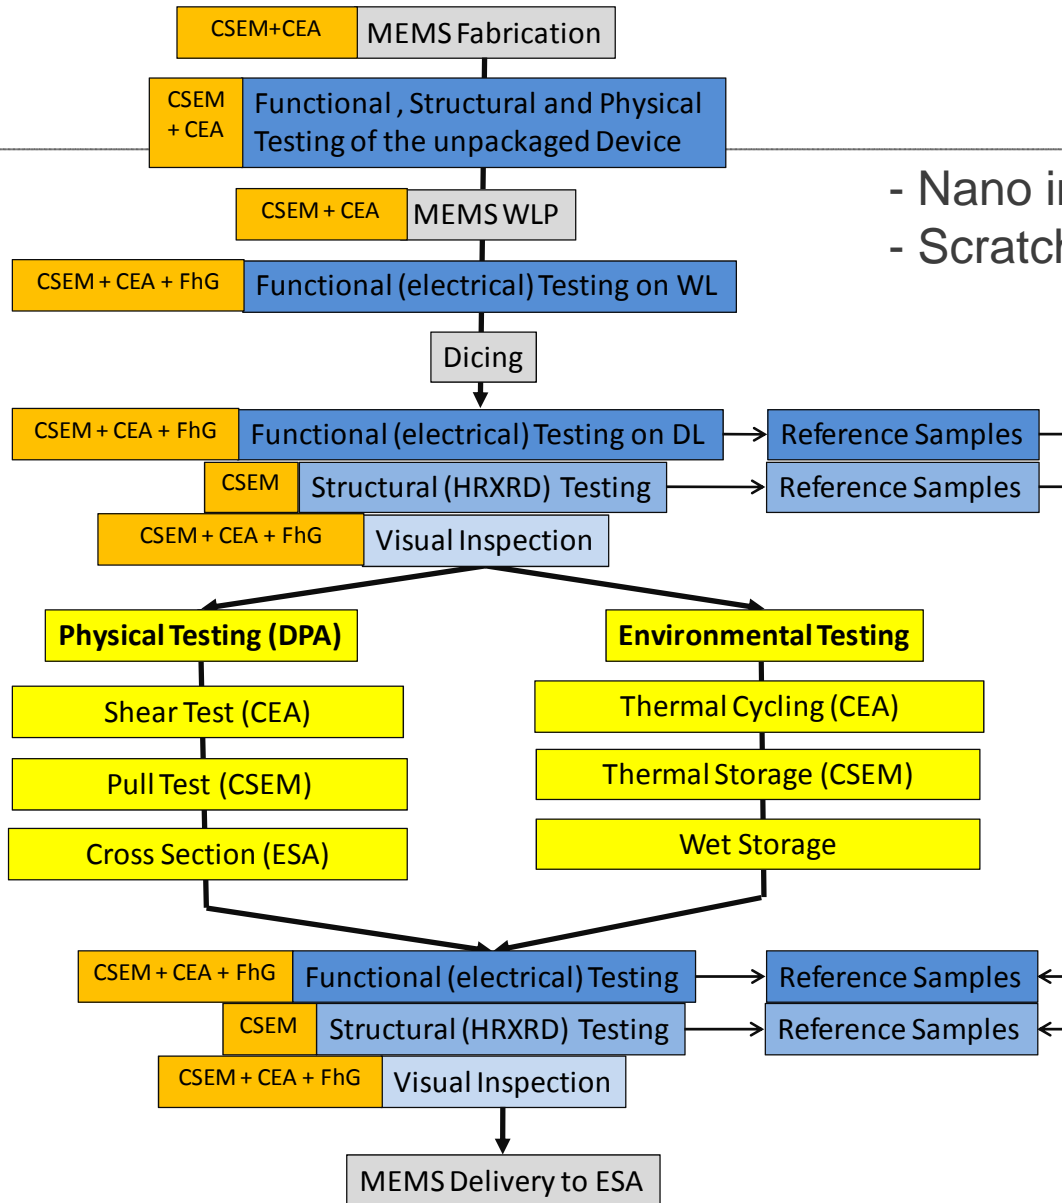 CSEM+CEA MEMS Fabrication
CSEM
+ CEA
Functional , Structural and Physical
Testing of the unpackaged Device
- Nano
- Scratch
CSEM + CEA MEMS WLP
CSEM + CEA + FhG Functional (electrical) Testing on WL
Dicing
CSEM + CEA + FhG Functional (electrical) Testing on DL Reference Samples
CSEM Structural (HRXRD) Testing Reference Samples
CSEM + CEA + FhG Visual Inspection
Physical Testing (DPA) Environmental Testing
Shear Test (CEA) Thermal Cycling (CEA)
Pull Test (CSEM) Thermal Storage (CSEM)
Cross Section (ESA) Wet Storage
CSEM + CEA + FhG Functional (electrical) Testing Reference Samples
CSEM Structural (HRXRD) Testing Reference Samples
CSEM + CEA + FhG Visual Inspection
MEMS Delivery to ESA